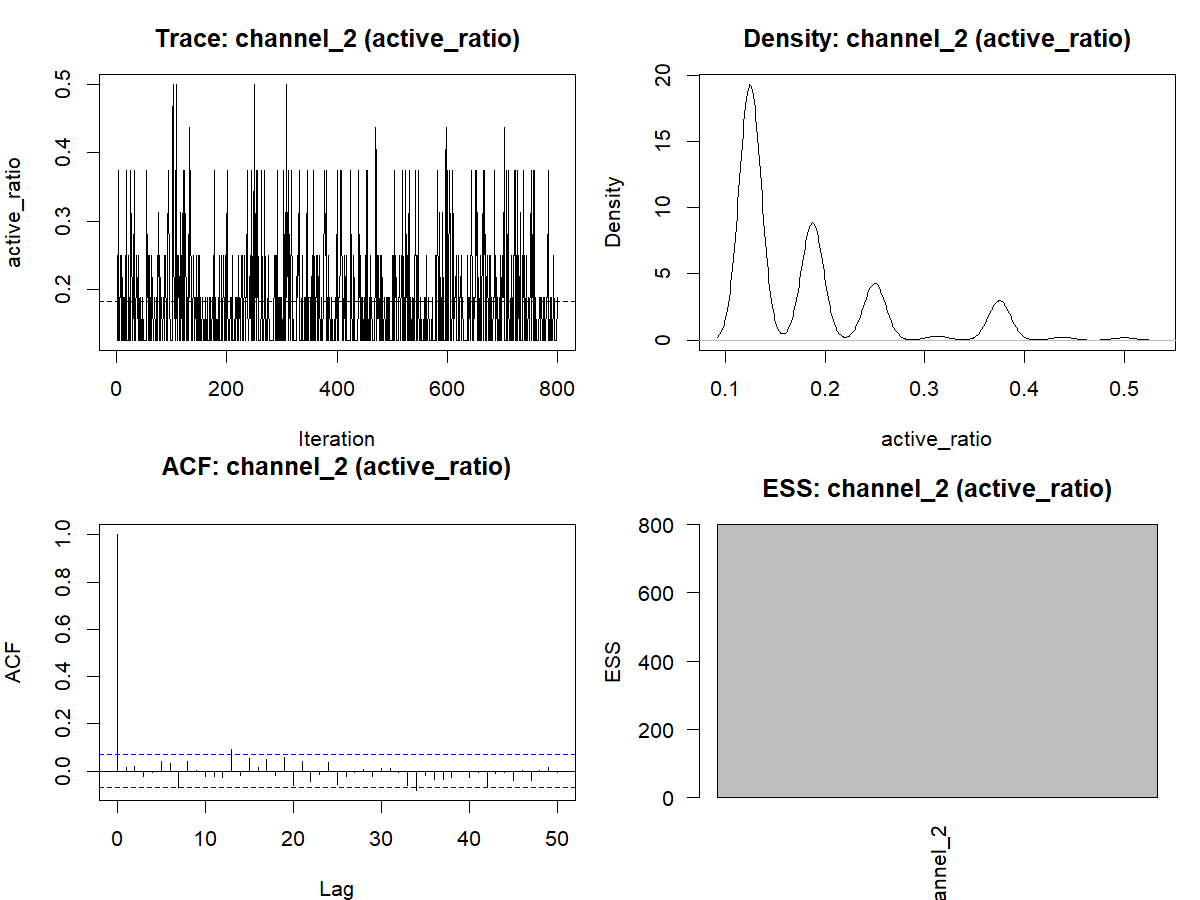 Trace: channel_2 (active_ratio)
active_ratio
0.5
0.4
0.3
0.2
0 200 400 600 800
Iteration
Density: channel_2 (active_ratio)
Density
20
15
10
5
0
0.1 0.2 0.3 0.4 0.5
active_ratio
ACF: channel_2 (active_ratio)
ACF
1.0
0.8
0.6
0.4
0.2
0.0
0 10 20 30 40 50
Lag
ESS: channel_2 (active_ratio)
ESS
800
600
400
200
0
annel_2